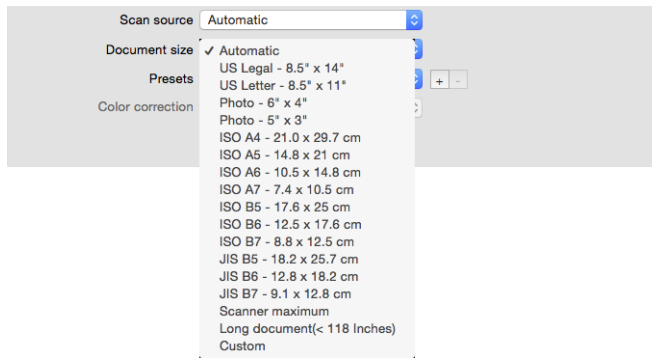 Scan source Automatic
Document size ✓ Automatic
US Legal - 8.5" x 14"
US Letter - 8.5" x 11"
Presets + -
Photo - 6" x 4"
Color correction
Photo - 5" x 3"
ISO A4 - 21.0 x 29.7 cm
ISO A5 - 14.8 x 21 cm
ISO A6 - 10.5 x 14.8 cm
ISO A7 - 7.4 x 10.5 cm
ISO B5 - 17.6 x 25 cm
ISO B6 - 12.5 x 17.6 cm
ISO B7 - 8.8 x 12.5 cm
JIS B5 - 18.2 x 25.7 cm
JIS B6 - 12.8 x 18.2 cm
JIS B7 - 9.1 x 12.8 cm
Scanner maximum
Long document(< 118 Inches)
Custom